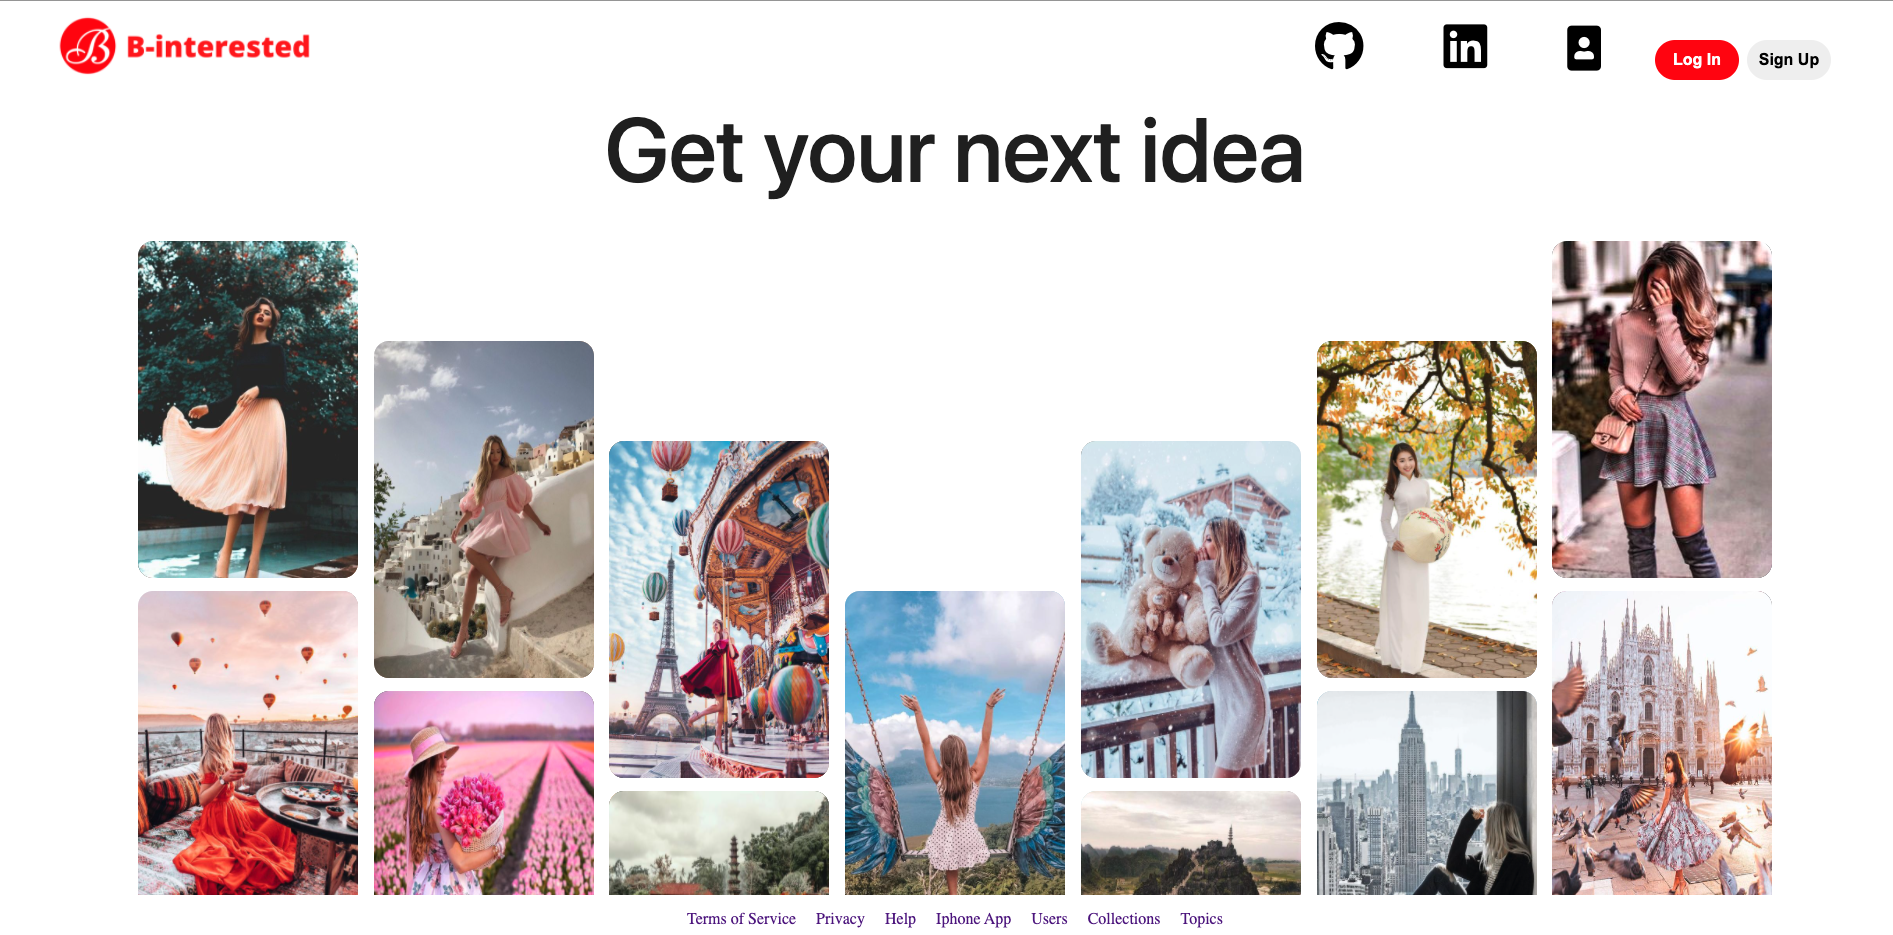 B B-interested
in
Log In
Sign Up
Get your next idea
Terms of Service Privacy Help Iphone App Users Collections Topics